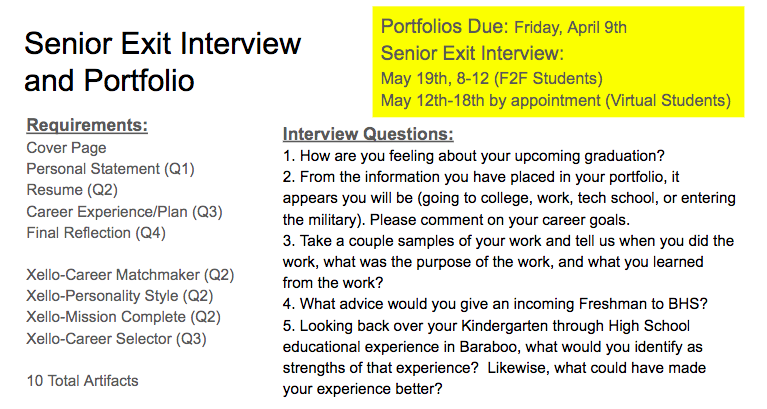 Senior Exit Interview
and Portfolio
Portfolios Due: Friday, April 9th
Senior Exit Interview:
May 19th, 8-12 (F2F Students)
May 12th-18th by appointment (Virtual Students)
Requirements:
Cover Page
Personal Statement (Q1)
Resume (Q2)
Career Experience/Plan (Q3)
Final Reflection (Q4)
Xello-Career Matchmaker (Q2)
Xello-Personality Style (Q2)
Xello-Mission Complete (Q2)
Xello-Career Selector (Q3)
10 Total Artifacts
Interview Questions:
1. How are you feeling about your upcoming graduation?
2. From the information you have placed in your portfolio, it
appears you will be (going to college, work, tech school, or entering
the military). Please comment on your career goals.
3. Take a couple samples of your work and tell us when you did the
work, what was the purpose of the work, and what you learned
from the work?
4. What advice would you give an incoming Freshman to BHS?
5. Looking back over your Kindergarten through High School
educational experience in Baraboo, what would you identify as
strengths of that experience?  Likewise, what could have made
your experience better?